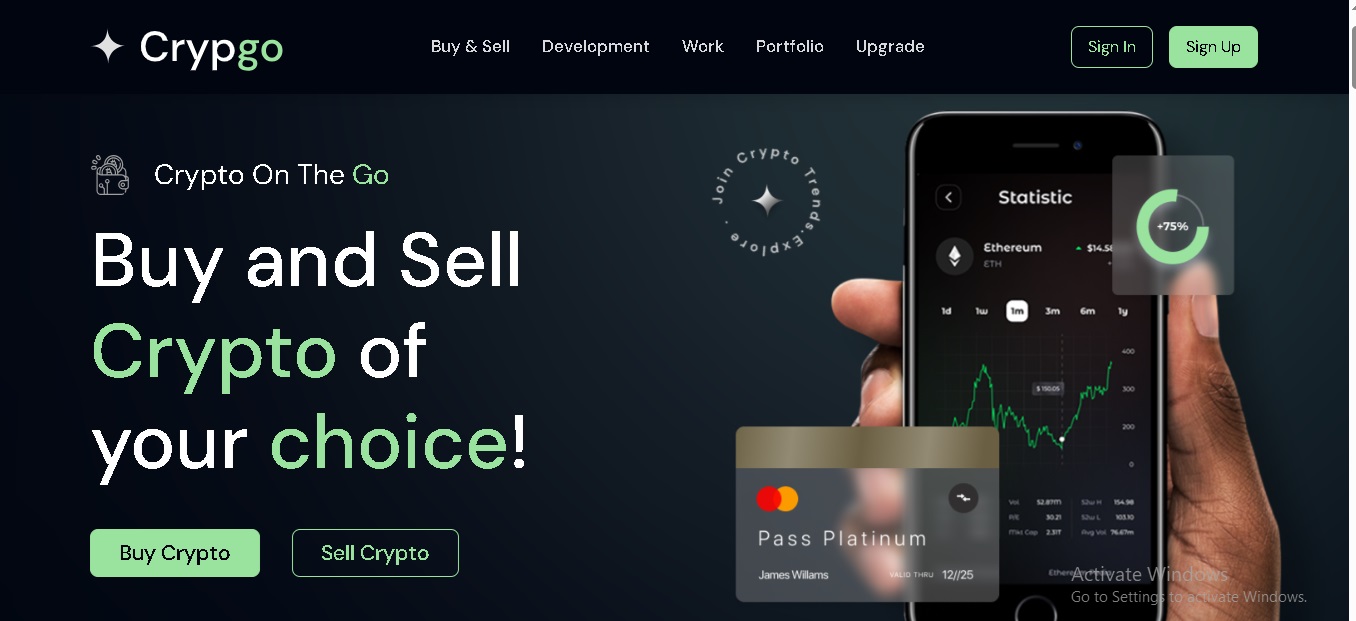 Crypgo
Buy & Sell
Development
Work
Portfolio
Upgrade
Sign In
Sign Up
Crypto On The Go
Buy and Sell
Crypto of
your choice!
Buy Crypto
Sell Crypto
Join Crypto Trends.Explore .
Statistic
+75%
Ethereum
$14.5
ETH
1d 1w 1m 3m 6m 1y
400
$ 150.05
300
200
0
Vol 52.87M 52w H 154.98
P/E 30.21 52w L 103.10
Mkt Cap 2.31T Avg Vol 76.67m
Pass Platinum
James Willams
VALID THRU 12//25
Activate Windows
Go to Settings to activate Windows.